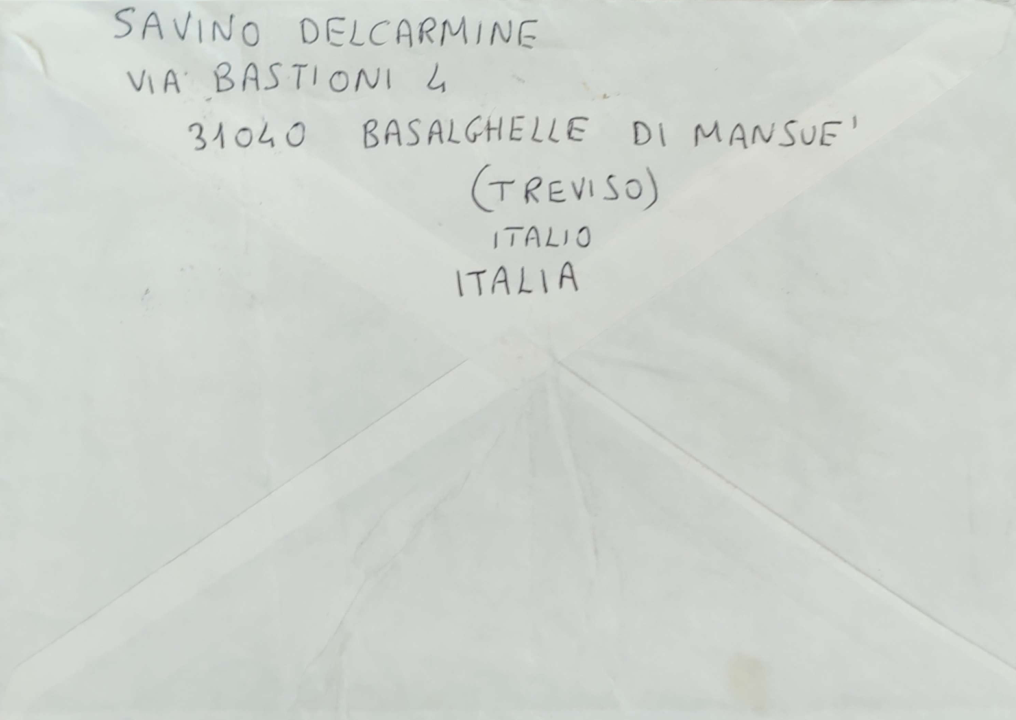 SAVINO DELCARMINE
VIA BASTIONI 4
31040 BASALGHELLE DI MANSUE'
(TREVISO)
ITALIO
ITALIA